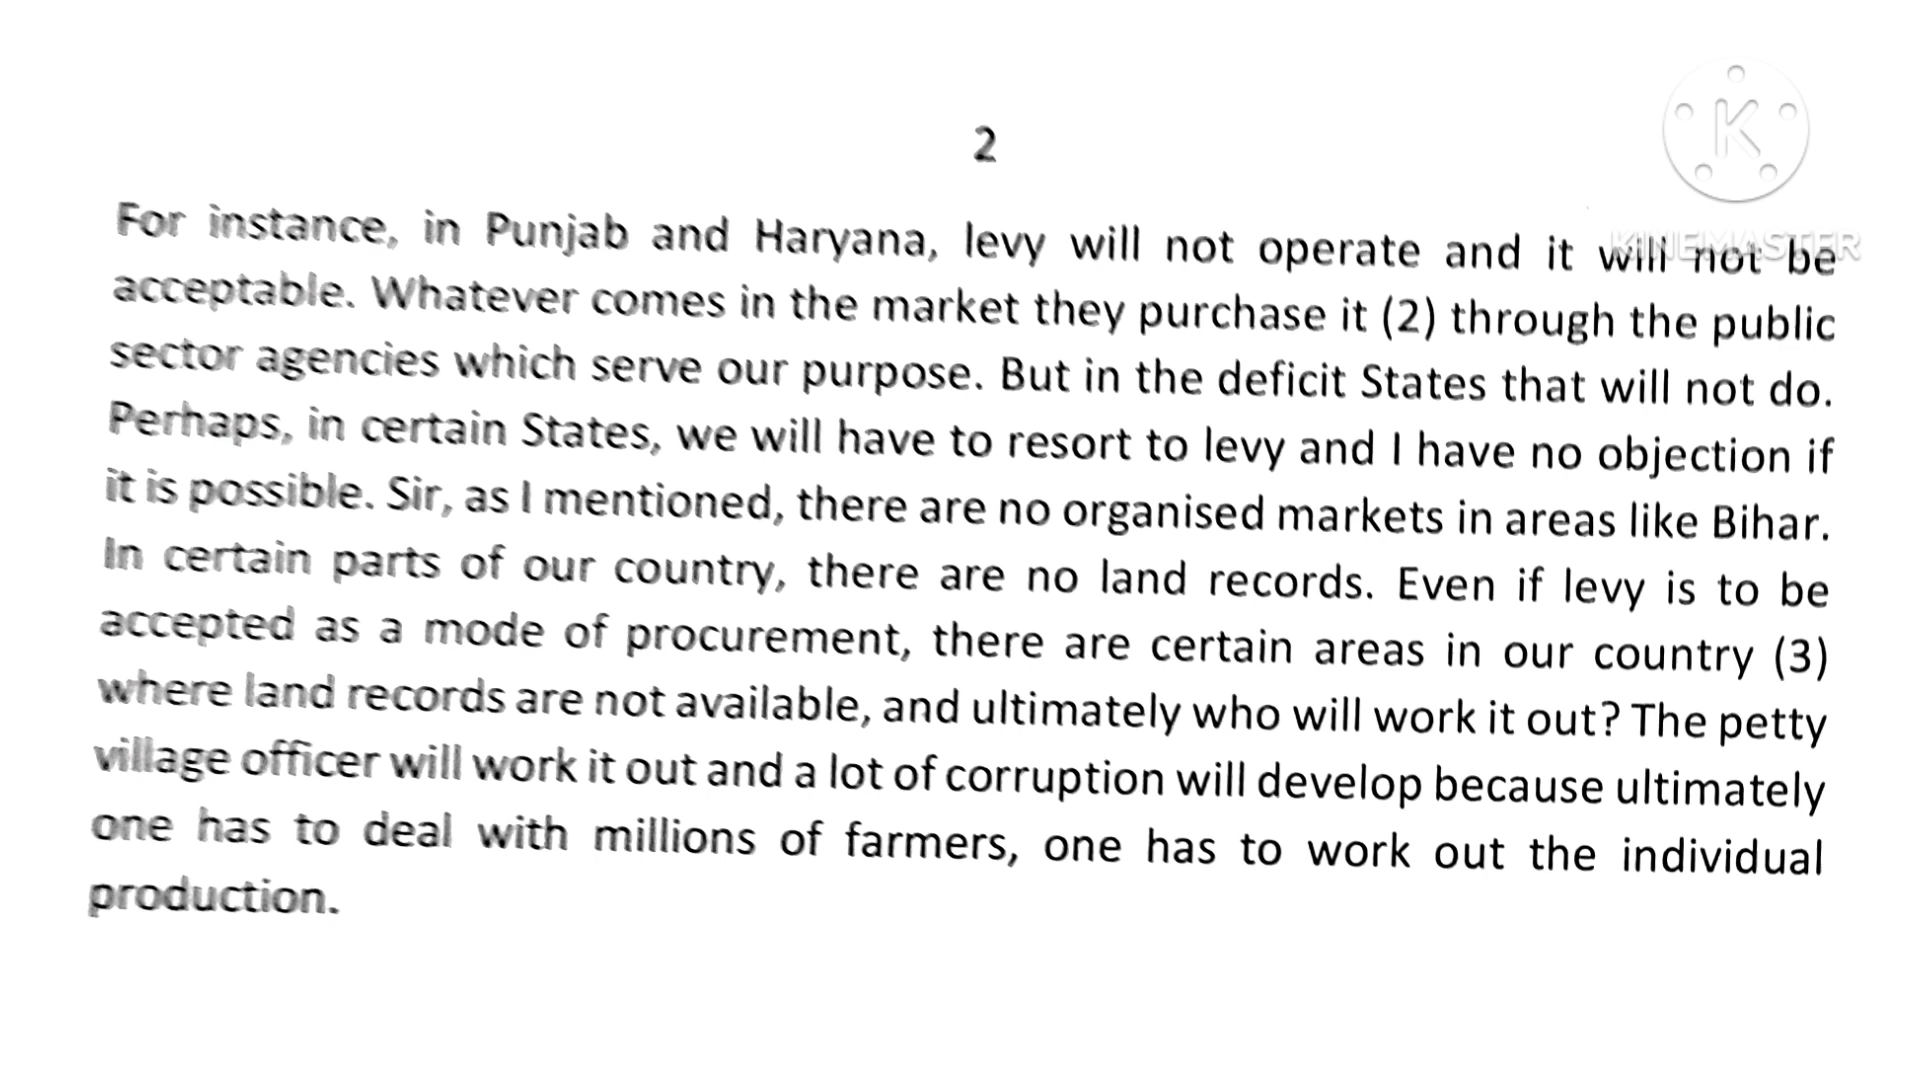 2
For instance, in Punjab and Haryana, levy will not operate and it will not be
acceptable. Whatever comes in the market they purchase it (2) through the public
sector agencies which serve our purpose. But in the deficit States that will not do.
Perhaps, in certain States, we will have to resort to levy and I have no objection if
it is possible. Sir, as I mentioned, there are no organised markets in areas like Bihar.
In certain parts of our country, there are no land records. Even if levy is to be
accepted as a mode of procurement, there are certain areas in our country (3)
where land records are not available, and ultimately who will work it out? The petty
village officer will work it out and a lot of corruption will develop because ultimately
one has to deal with millions of farmers, one has to work out the individual
production.
K
KINEMASTER